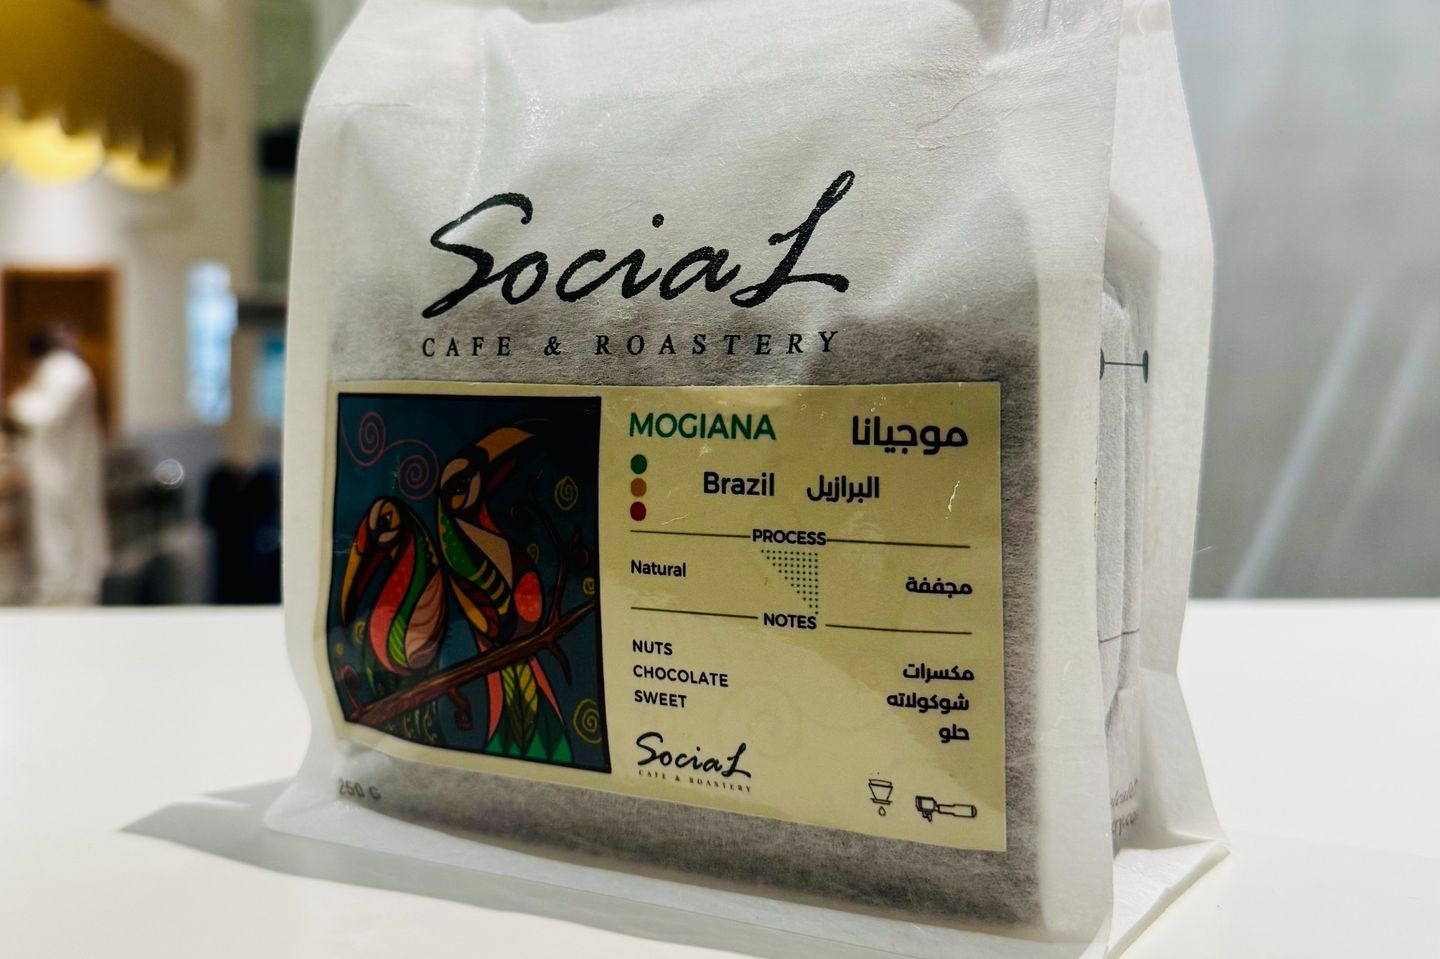 Social
CAFE & ROASTERY
MOGIANA موجيانا
Brazil البرازيل
PROCESS
Natural مجففة
NOTES
NUTS مكسرات
CHOCOLATE شوكولاته
SWEET حلو
Social
CAFE & ROASTERY
250 G